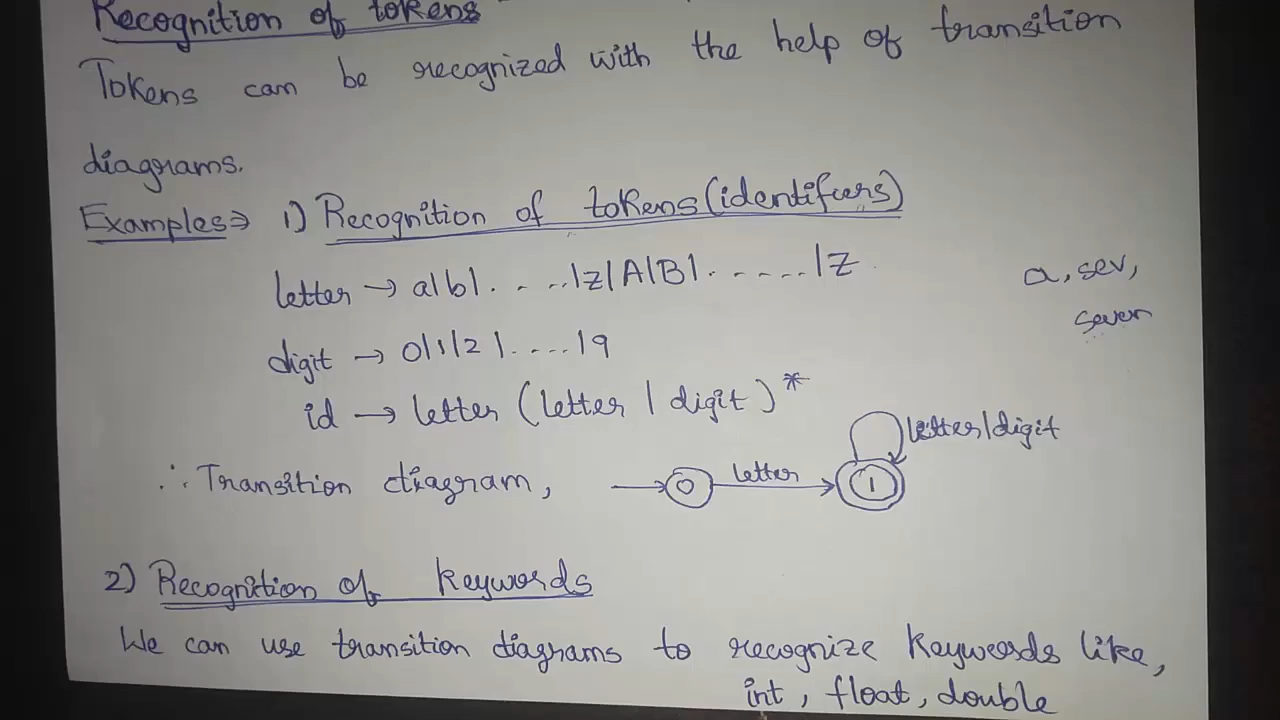 Recognition of tokens
Tokens can be recognized with the help of transition
diagrams.
Examples⇒ 1) Recognition of tokens(identifiers)
letter → a|b|. . ...|z|A|B|. .....|Z
a, sev,
seven
digit → 0|1|2|. ....|9
id → letter (letter | digit)*
letter/digit
∴ Transition diagram, → 0 letter → 1
2) Recognition of keywords
We can use transition diagrams to recognize keywords like,
int, float, double